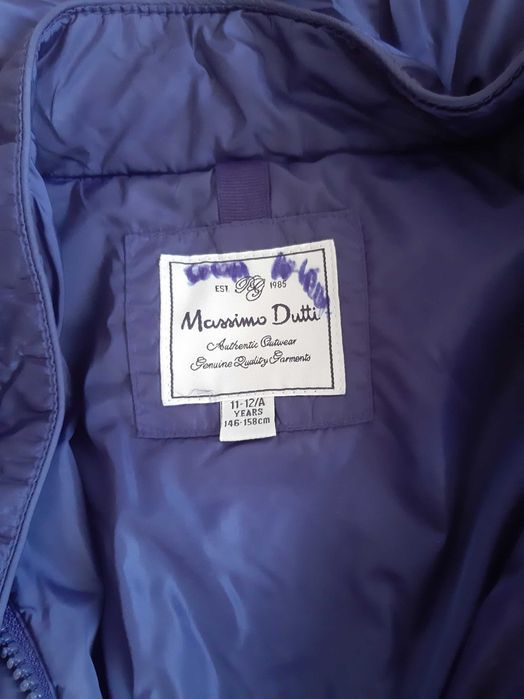 EST. 1985
Massimo Dutti
Authentic Outwear
Genuine Quality Garments
11-12/A
YEARS
146-158cm